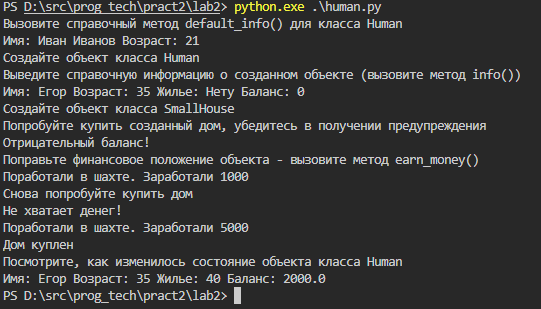 PS D:\src\prog_tech\pract2\lab2> python.exe .\human.py
Вызовите справочный метод default_info() для класса Human
Имя: Иван Иванов Возраст: 21
Создайте объект класса Human
Выведите справочную информацию о созданном объекте (вызовите метод info())
Имя: Егор Возраст: 35 Жилье: Нету Баланс: 0
Создайте объект класса SmallHouse
Попробуйте купить созданный дом, убедитесь в получении предупреждения
Отрицательный баланс!
Поправьте финансовое положение объекта - вызовите метод earn_money()
Поработали в шахте. Заработали 1000
Снова попробуйте купить дом
Не хватает денег!
Поработали в шахте. Заработали 5000
Дом куплен
Посмотрите, как изменилось состояние объекта класса Human
Имя: Егор Возраст: 35 Жилье: 40 Баланс: 2000.0
PS D:\src\prog_tech\pract2\lab2>